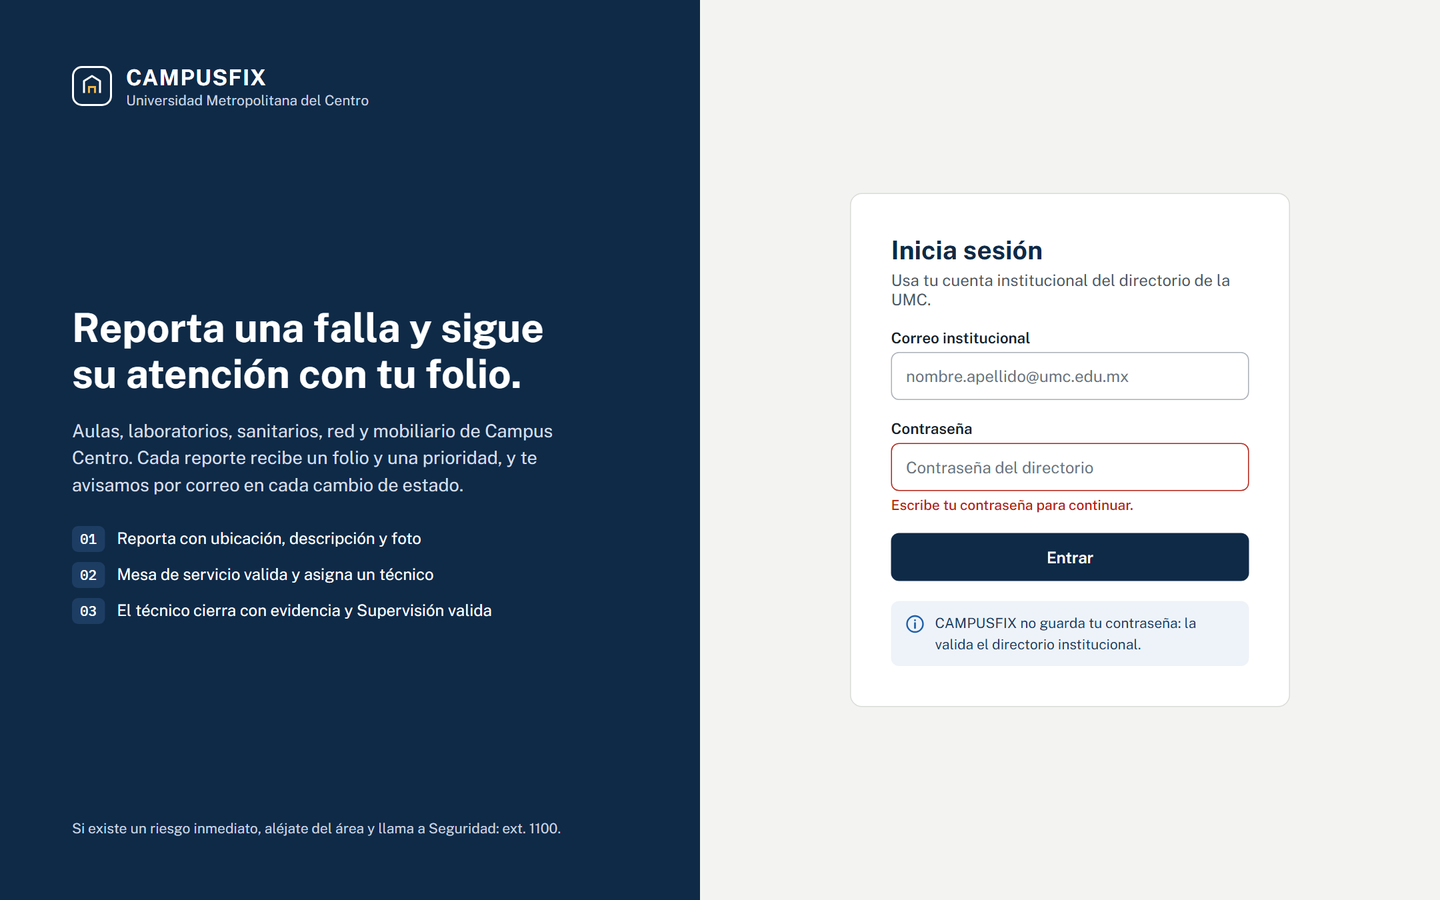 CAMPUSFIX
Universidad Metropolitana del Centro
Reporta una falla y sigue
su atención con tu folio.
Aulas, laboratorios, sanitarios, red y mobiliario de Campus
Centro. Cada reporte recibe un folio y una prioridad, y te
avisamos por correo en cada cambio de estado.
01 Reporta con ubicación, descripción y foto
02 Mesa de servicio valida y asigna un técnico
03 El técnico cierra con evidencia y Supervisión valida
Si existe un riesgo inmediato, aléjate del área y llama a Seguridad: ext. 1100.
Inicia sesión
Usa tu cuenta institucional del directorio de la
UMC.
Correo institucional
nombre.apellido@umc.edu.mx
Contraseña
Contraseña del directorio
Escribe tu contraseña para continuar.
Entrar
CAMPUSFIX no guarda tu contraseña: la
valida el directorio institucional.